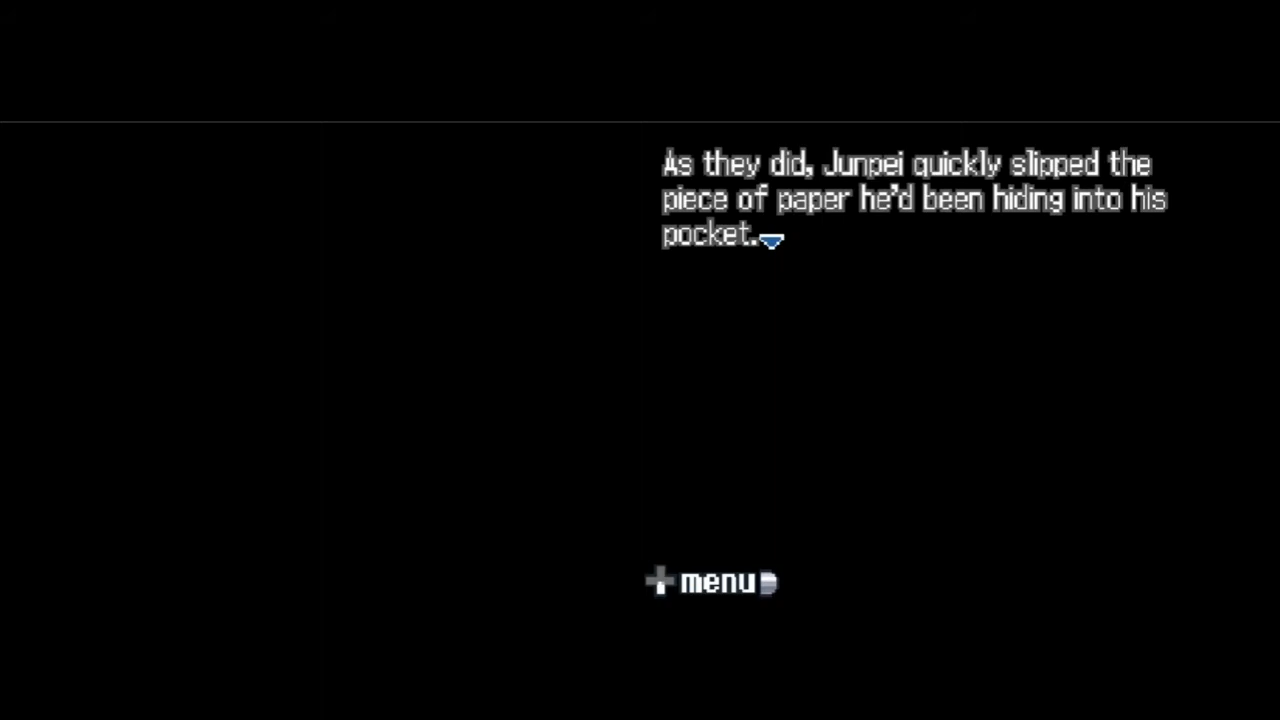 As they did, Junpei quickly slipped the
piece of paper he'd been hiding into his
pocket.
menu